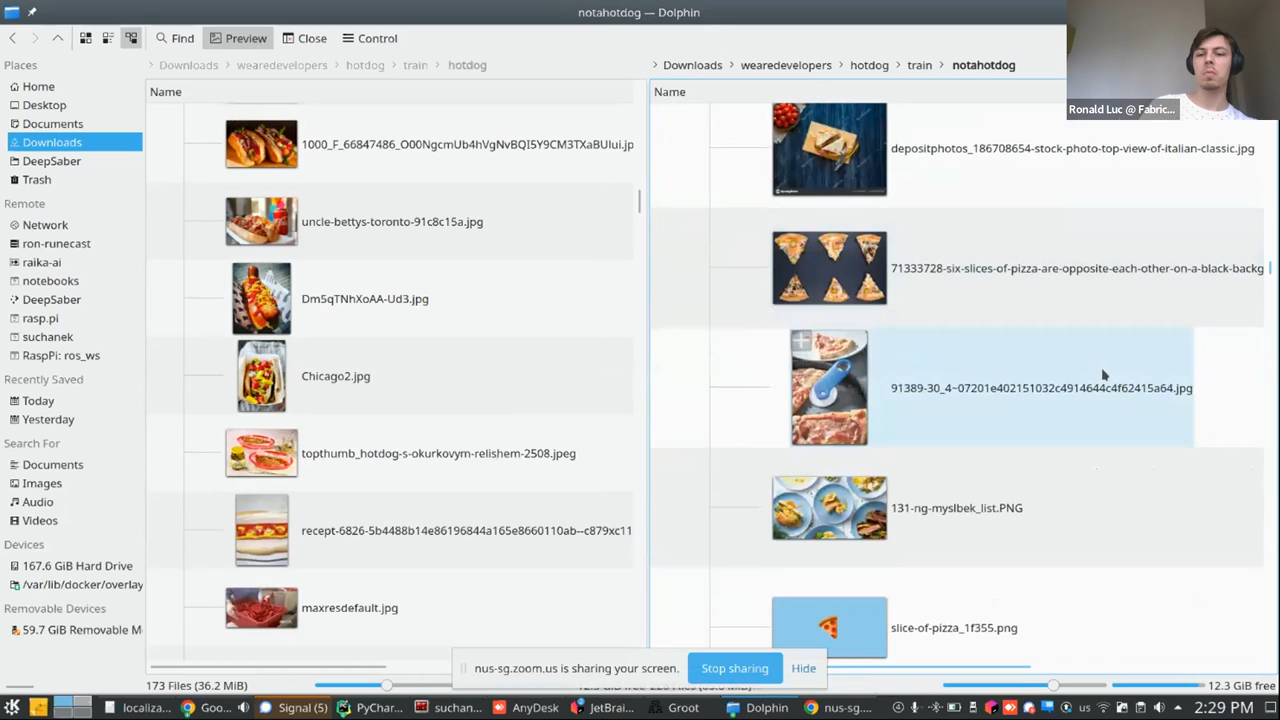 notahotdog — Dolphin
Find
Preview
Close
Control
Places
Home
Desktop
Documents
Downloads
DeepSaber
Trash
Remote
Network
ron-runecast
raika-ai
notebooks
DeepSaber
rasp.pi
suchanek
RaspPi: ros_ws
Recently Saved
Today
Yesterday
Search For
Documents
Images
Audio
Videos
Devices
167.6 GiB Hard Drive
/var/lib/docker/overlay
Removable Devices
59.7 GiB Removable M
> Downloads > wearedevelopers > hotdog > train > hotdog
Name
1000_F_66847486_O00NgcmUb4hVgNvBQI5Y9CM3TXaBUlui.jp
uncle-bettys-toronto-91c8c15a.jpg
Dm5qTNhXoAA-Ud3.jpg
Chicago2.jpg
topthumb_hotdog-s-okurkovym-relishem-2508.jpeg
recept-6826-5b4488b14e86196844a165e8660110ab--c879xc11
maxresdefault.jpg
173 Files (36.2 MiB)
> Downloads > wearedevelopers > hotdog > train > notahotdog
Name
depositphotos_186708654-stock-photo-top-view-of-italian-classic.jpg
71333728-six-slices-of-pizza-are-opposite-each-other-on-a-black-backg
91389-30_4~07201e402151032c4914644c4f62415a64.jpg
131-ng-myslbek_list.PNG
slice-of-pizza_1f355.png
12.3 GiB free
Ronald Luc @ Fabric...
nus-sg.zoom.us is sharing your screen.
Stop sharing
Hide
localiza...
Goo...
Signal (5)
PyChar...
suchan...
AnyDesk
JetBrai...
Groot
Dolphin
nus-sg....
us
2:29 PM